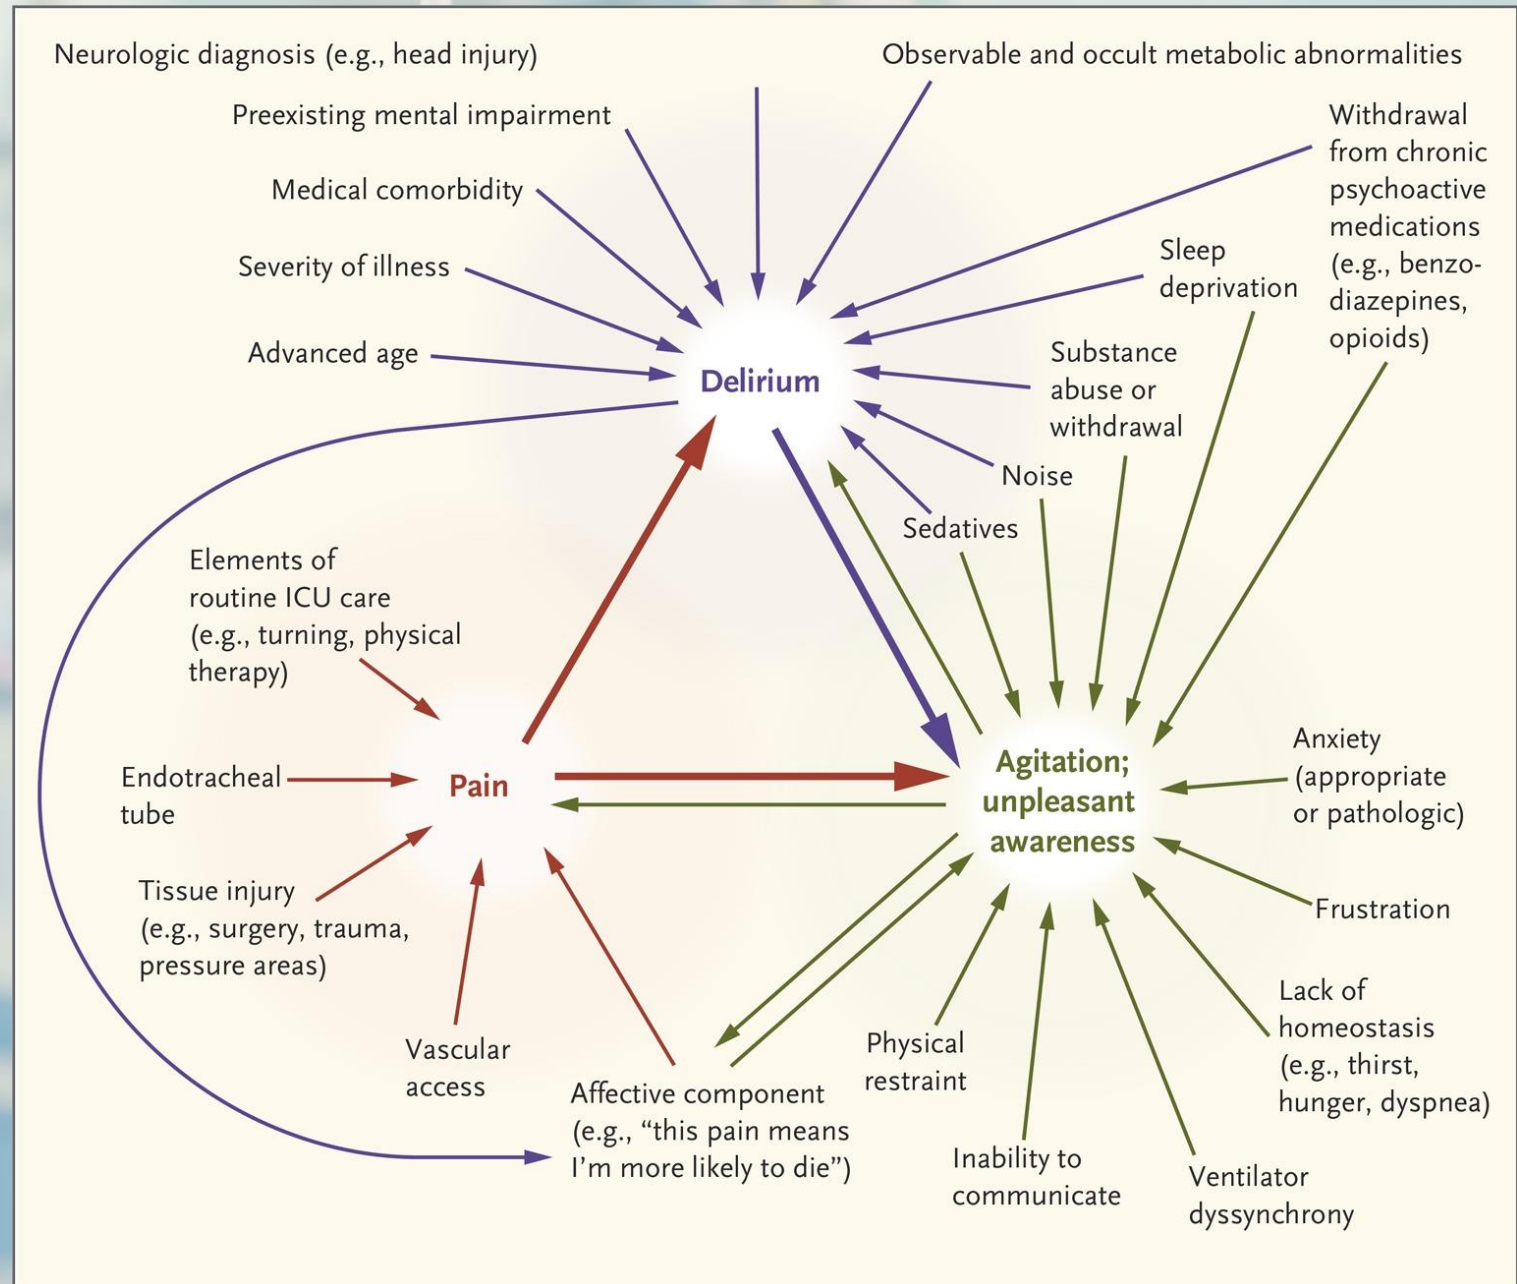 Neurologic diagnosis (e.g., head injury)
Observable and occult metabolic abnormalities
Preexisting mental impairment
Withdrawal
from chronic
psychoactive
medications
(e.g., benzo-
diazepines,
opioids)
Medical comorbidity
Severity of illness
Sleep
deprivation
Advanced age
Substance
abuse or
withdrawal
Delirium
Noise
Sedatives
Elements of
routine ICU care
(e.g., turning, physical
therapy)
Endotracheal
tube
Pain
Agitation;
unpleasant
awareness
Anxiety
(appropriate
or pathologic)
Tissue injury
(e.g., surgery, trauma,
pressure areas)
Frustration
Vascular
access
Affective component
(e.g., “this pain means
I’m more likely to die”)
Physical
restraint
Lack of
homeostasis
(e.g., thirst,
hunger, dyspnea)
Inability to
communicate
Ventilator
dyssynchrony